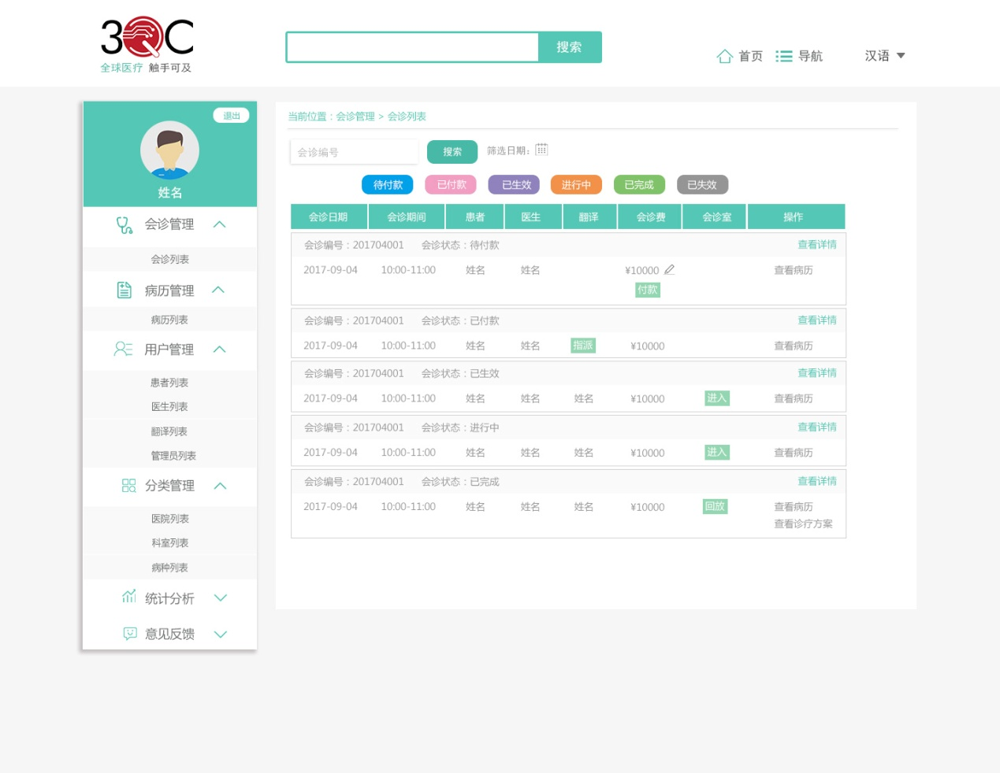 3QC
全球医疗 触手可及
搜索
首页 导航 汉语
退出
姓名
会诊管理
会诊列表
病历管理
病历列表
用户管理
患者列表
医生列表
翻译列表
管理员列表
分类管理
医院列表
科室列表
病种列表
统计分析
意见反馈
当前位置：会诊管理 > 会诊列表
会诊编号 搜索 筛选日期：
待付款 已付款 已生效 进行中 已完成 已失效
会诊日期 会诊期间 患者 医生 翻译 会诊费 会诊室 操作
会诊编号：201704001 会诊状态：待付款 查看详情
2017-09-04 10:00-11:00 姓名 姓名 ¥10000 查看病历
付款
会诊编号：201704001 会诊状态：已付款 查看详情
2017-09-04 10:00-11:00 姓名 姓名 指派 ¥10000 查看病历
会诊编号：201704001 会诊状态：已生效 查看详情
2017-09-04 10:00-11:00 姓名 姓名 姓名 ¥10000 进入 查看病历
会诊编号：201704001 会诊状态：进行中 查看详情
2017-09-04 10:00-11:00 姓名 姓名 姓名 ¥10000 进入 查看病历
会诊编号：201704001 会诊状态：已完成 查看详情
2017-09-04 10:00-11:00 姓名 姓名 姓名 ¥10000 回放 查看病历
查看诊疗方案